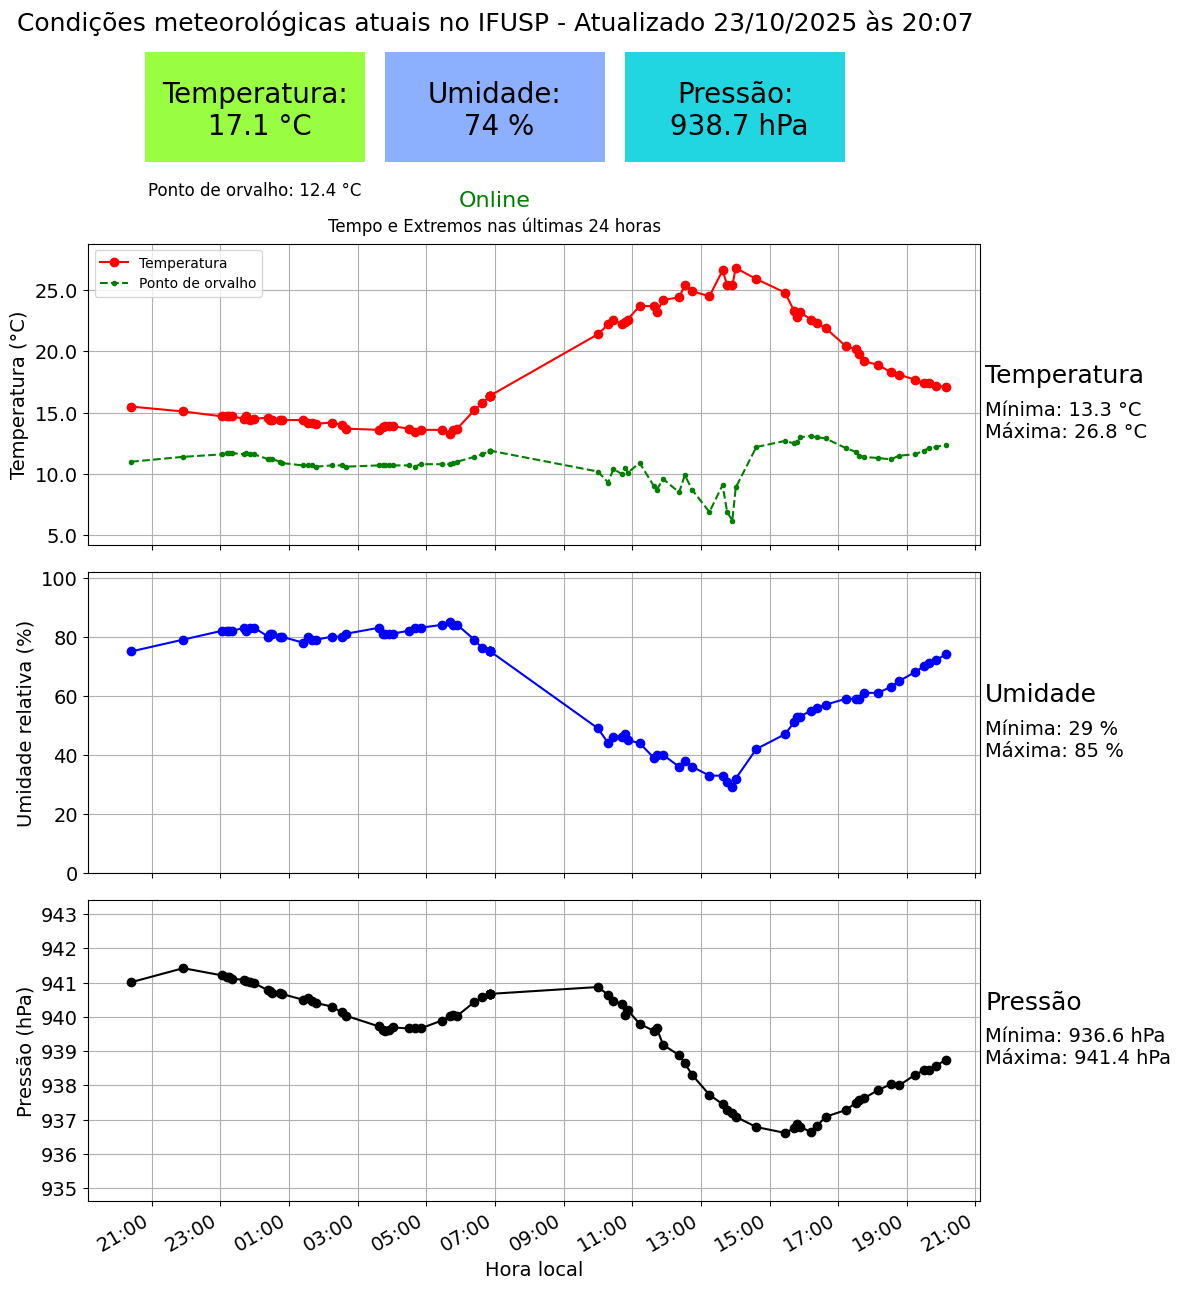 Condições meteorológicas atuais no IFUSP - Atualizado 23/10/2025 às 20:07
Temperatura:
17.1 °C
Umidade:
74 %
Pressão:
938.7 hPa
Ponto de orvalho: 12.4 °C
Online
Tempo e Extremos nas últimas 24 horas
Temperatura
Ponto de orvalho
Temperatura (°C)
25.0
20.0
15.0
10.0
5.0
Temperatura
Mínima: 13.3 °C
Máxima: 26.8 °C
Umidade relativa (%)
100
80
60
40
20
0
Umidade
Mínima: 29 %
Máxima: 85 %
Pressão (hPa)
943
942
941
940
939
938
937
936
935
Pressão
Mínima: 936.6 hPa
Máxima: 941.4 hPa
21:00 23:00 01:00 03:00 05:00 07:00 09:00 11:00 13:00 15:00 17:00 19:00 21:00
Hora local